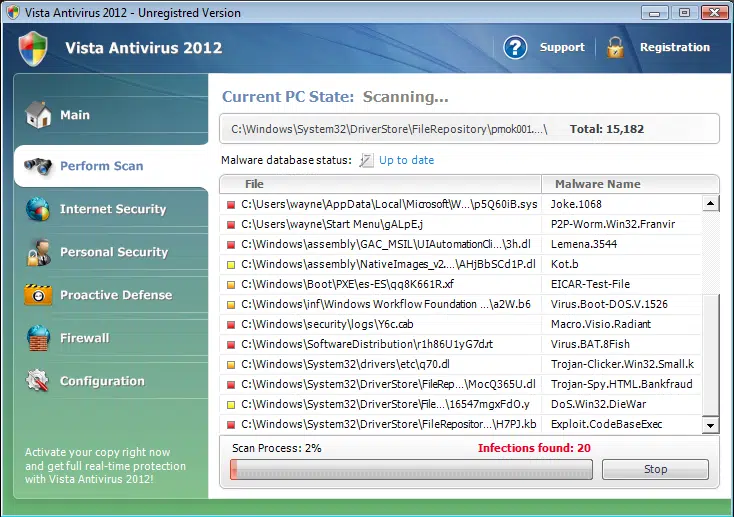 Vista Antivirus 2012 - Unregistred Version
Vista Antivirus 2012
Support
Registration
Main
Perform Scan
Internet Security
Personal Security
Proactive Defense
Firewall
Configuration
Activate your copy right now
and get full real-time protection
with Vista Antivirus 2012!
Current PC State: Scanning...
C:\Windows\System32\DriverStore\FileRepository\pmok001....\ Total: 15,182
Malware database status: Up to date
File Malware Name
C:\Users\wayne\AppData\Local\Microsoft\W...\p5Q60iB.sys Joke.1068
C:\Users\wayne\Start Menu\gALpE.j P2P-Worm.Win32.Franvir
C:\Windows\assembly\GAC_MSIL\UIAutomationCli...\3h.dl Lemena.3544
C:\Windows\assembly\NativeImages_v2....\AHjBbSCd1P.dl Kot.b
C:\Windows\Boot\PXE\es-ES\qq8K661R.xf EICAR-Test-File
C:\Windows\inf\Windows Workflow Foundation ...\a2W.b6 Virus.Boot-DOS.V.1526
C:\Windows\security\logs\Y6c.cab Macro.Visio.Radiant
C:\Windows\SoftwareDistribution\r1h86U1yG7d.rt Virus.BAT.8Fish
C:\Windows\System32\drivers\etc\q70.dl Trojan-Clicker.Win32.Small.k
C:\Windows\System32\DriverStore\FileRep...\MocQ365U.dl Trojan-Spy.HTML.Bankfraud
C:\Windows\System32\DriverStore\File...\16547mgxFdO.y DoS.Win32.DieWar
C:\Windows\System32\DriverStore\FileRepositor...\H7PJ.kb Exploit.CodeBaseExec
Scan Process: 2% Infections found: 20
Stop